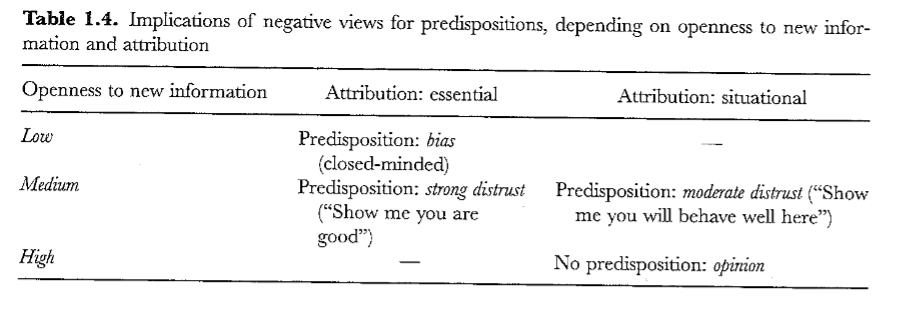 Table 1.4. Implications of negative views for predispositions, depending on openness to new infor-
mation and attribution
Openness to new information Attribution: essential Attribution: situational
Low Predisposition: bias —
(closed-minded)
Medium Predisposition: strong distrust Predisposition: moderate distrust (“Show
(“Show me you are me you will behave well here”)
good”)
High — No predisposition: opinion